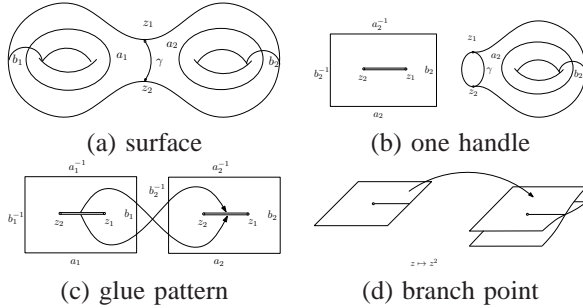 z₁
a₂⁻¹
b₁ a₁ γ a₂ b₂
z₂
b₂⁻¹ z₂ z₁ b₂
a₂
z₁ γ a₂ b₂
z₂
(a) surface
(b) one handle
a₁⁻¹ a₂⁻¹
b₁⁻¹ z₂ z₁ b₁ b₂⁻¹ z₂ z₁ b₂
a₁ a₂
z ↦ z²
(c) glue pattern
(d) branch point